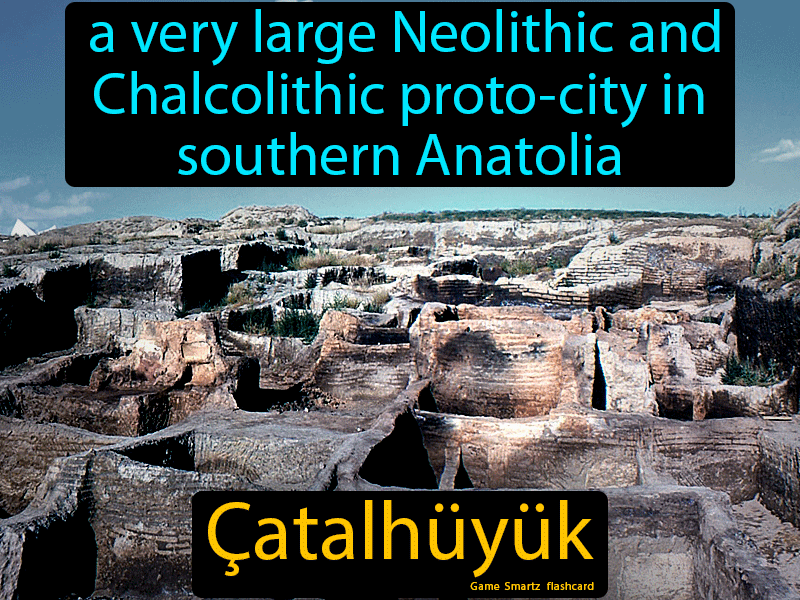 a very large Neolithic and
Chalcolithic proto-city in
southern Anatolia
Çatalhüyük
Game Smartz flashcard